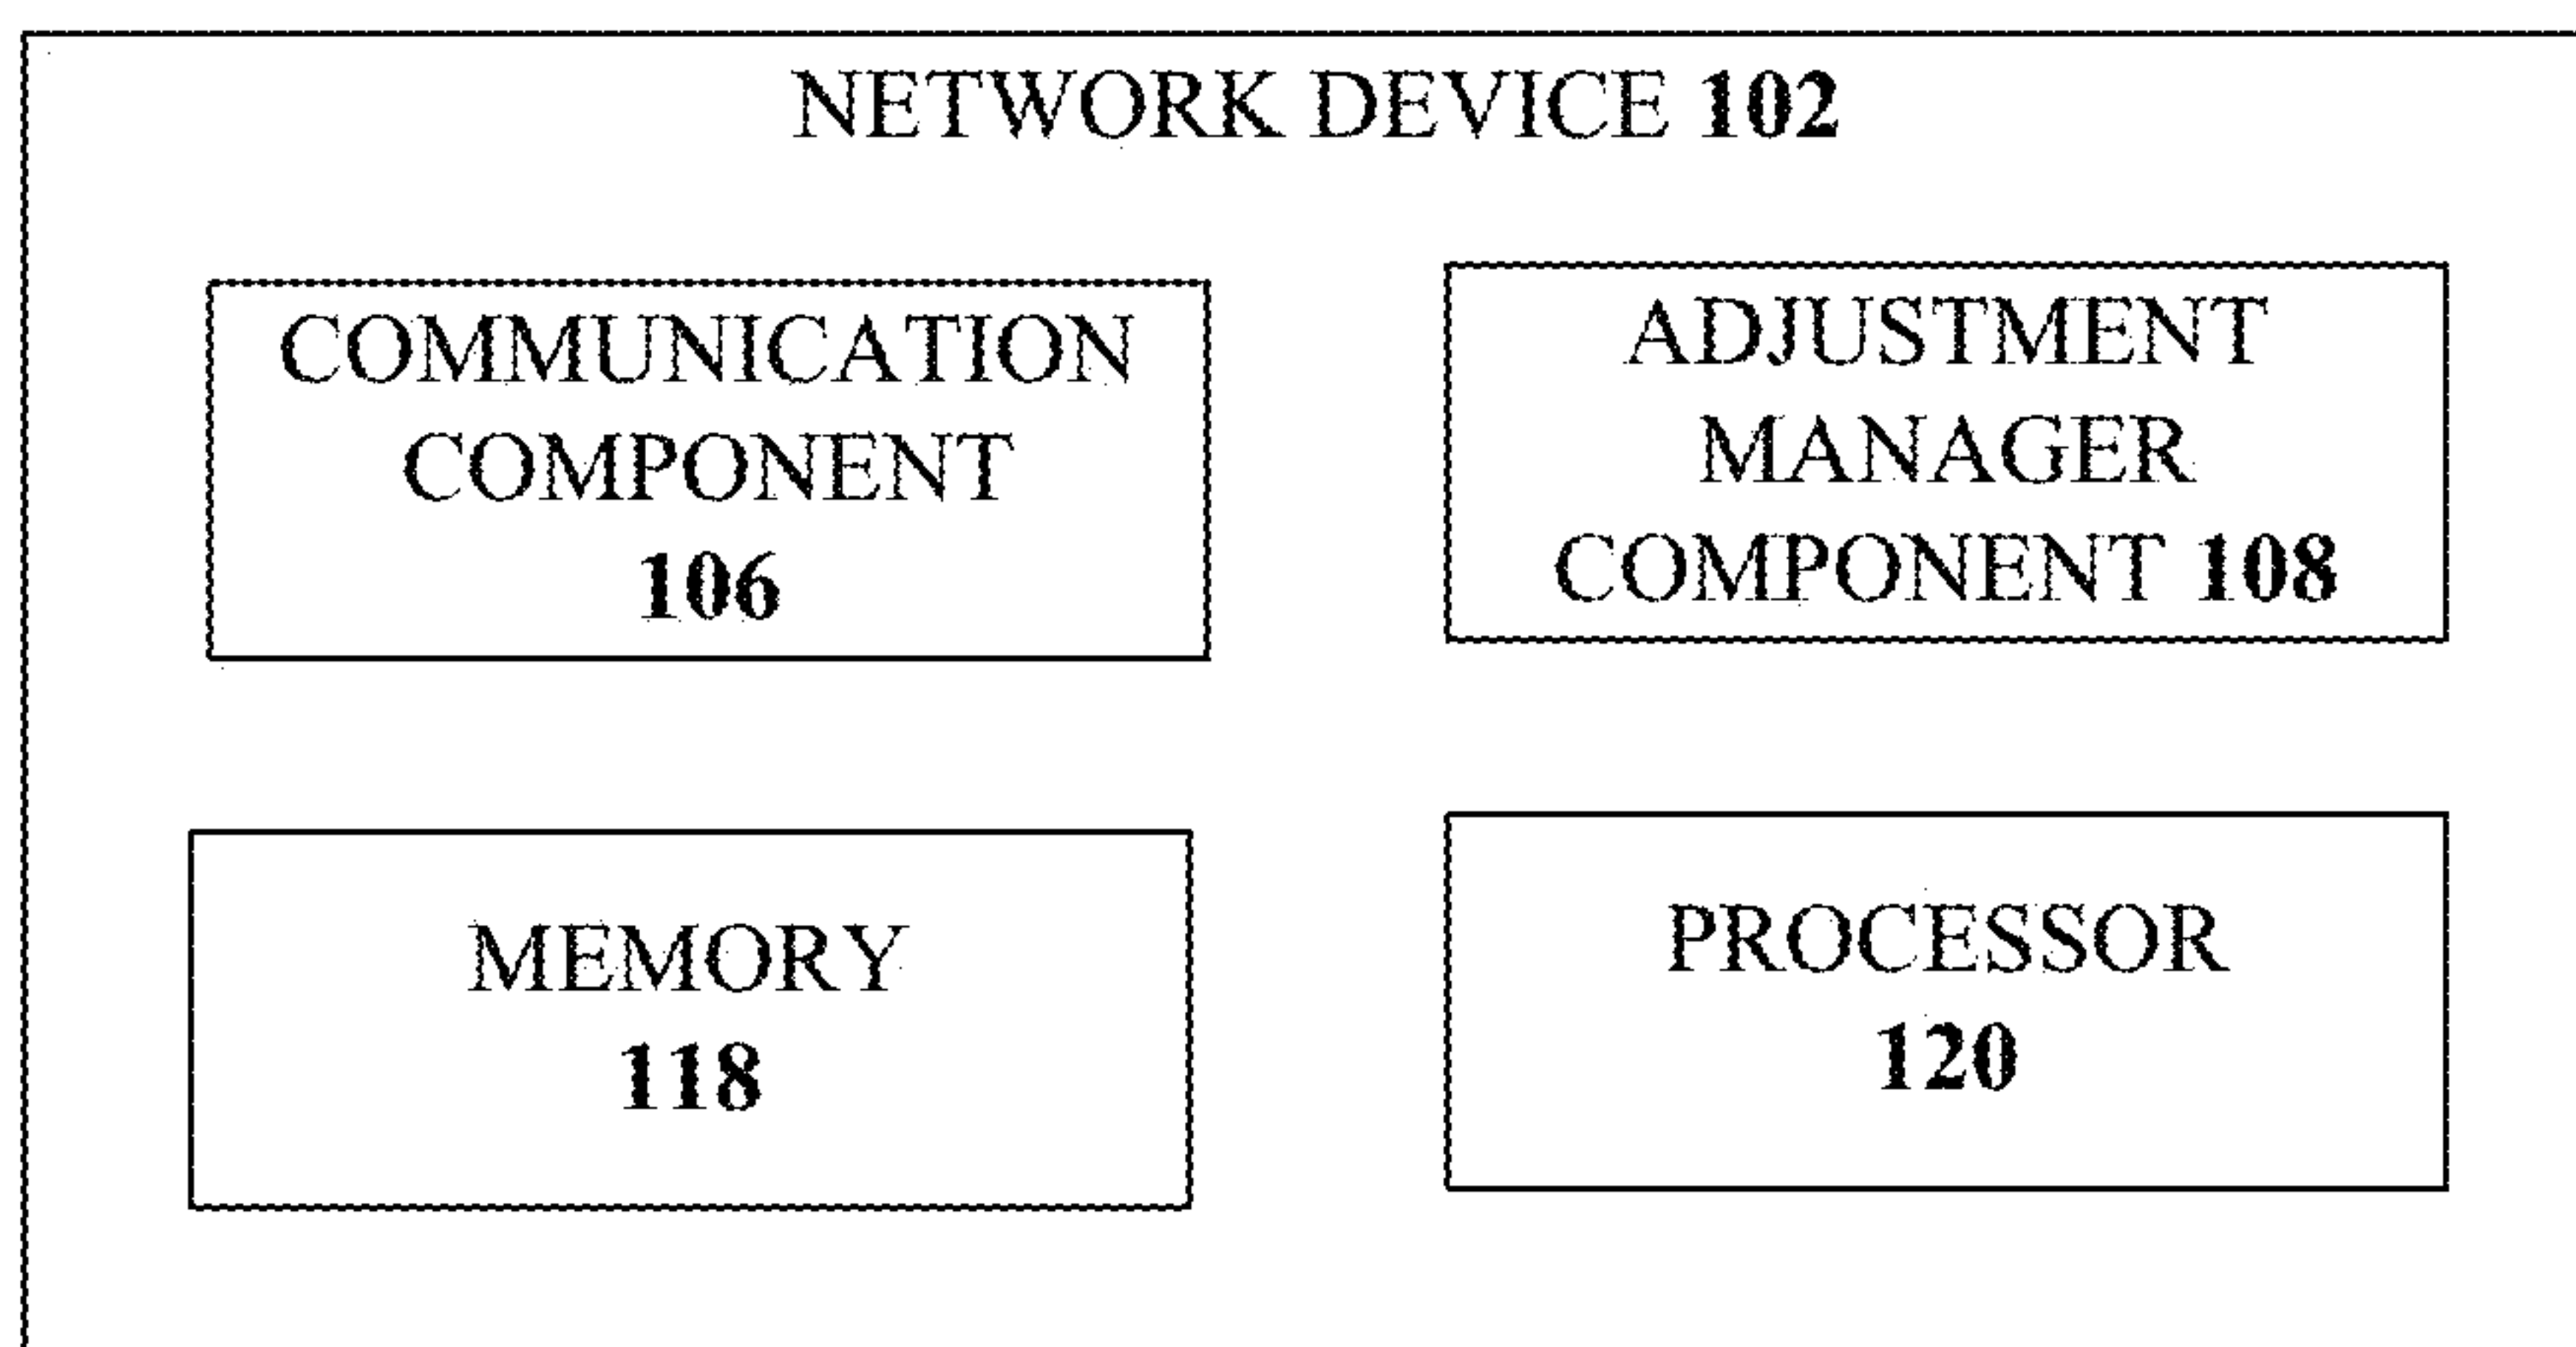 NETWORK DEVICE 102
COMMUNICATION
COMPONENT
106
ADJUSTMENT
MANAGER
COMPONENT 108
MEMORY
118
PROCESSOR
120